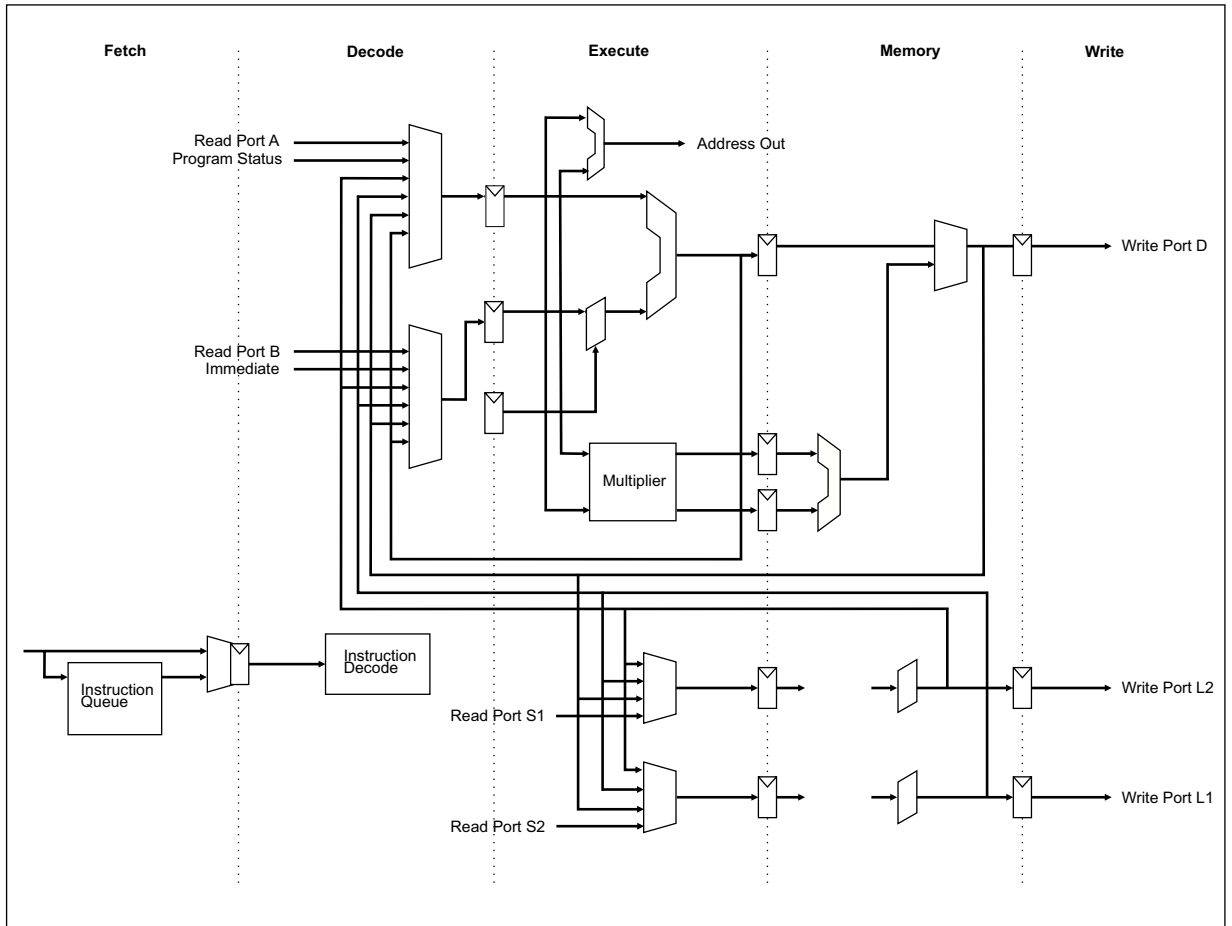 Fetch
Decode
Execute
Memory
Write
Read Port A
Program Status
Address Out
Write Port D
Read Port B
Immediate
Multiplier
Instruction
Decode
Instruction
Queue
Write Port L2
Read Port S1
Write Port L1
Read Port S2